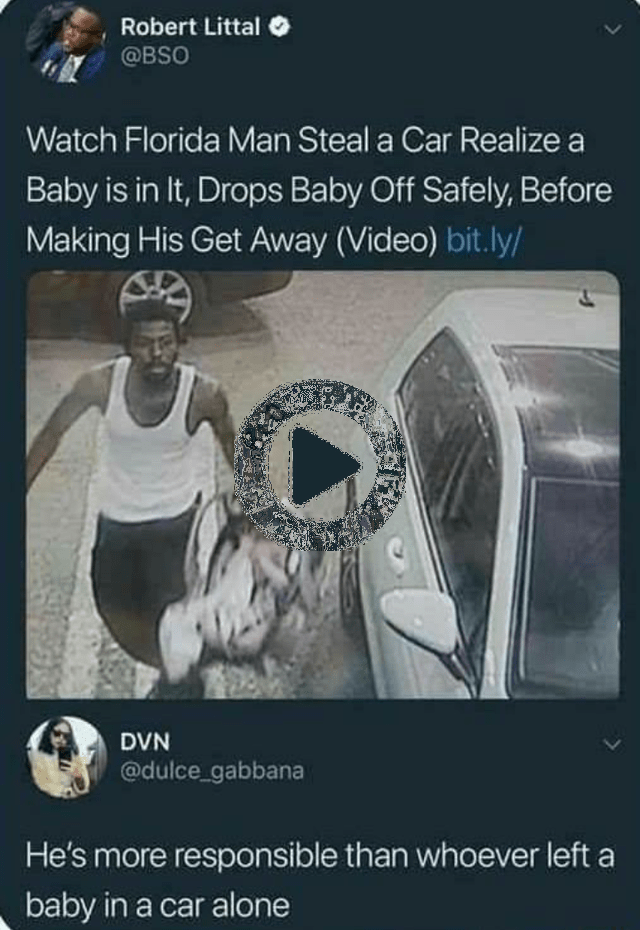 Robert Littal
@BSO
Watch Florida Man Steal a Car Realize a
Baby is in It, Drops Baby Off Safely, Before
Making His Get Away (Video) bit.ly/
DVN
@dulce_gabbana
He's more responsible than whoever left a
baby in a car alone